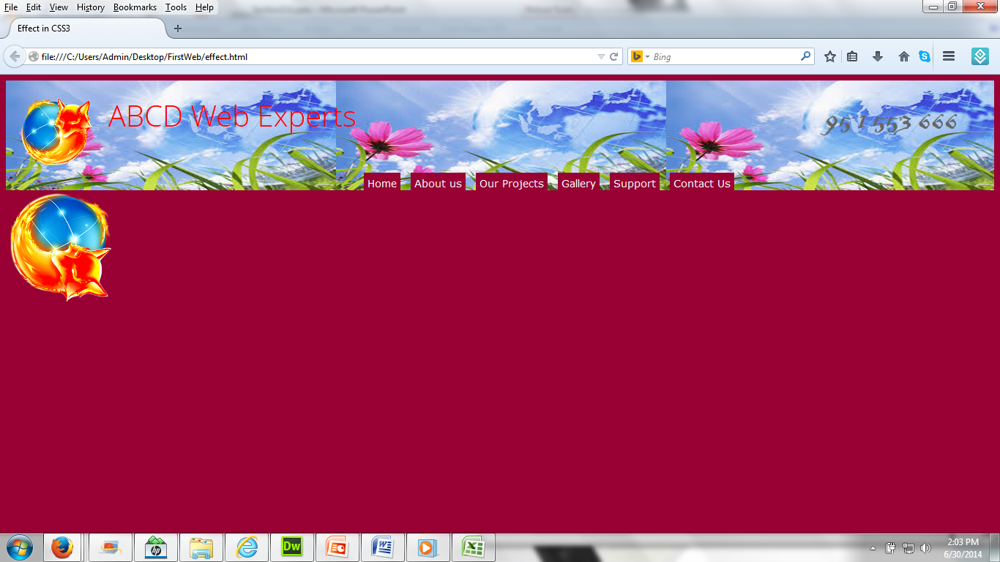 File Edit View History Bookmarks Tools Help
Effect in CSS3
file:///C:/Users/Admin/Desktop/FirstWeb/effect.html
Bing
ABCD Web Experts
951 553 666
Home About us Our Projects Gallery Support Contact Us
hp Dw
2:03 PM
6/30/2014